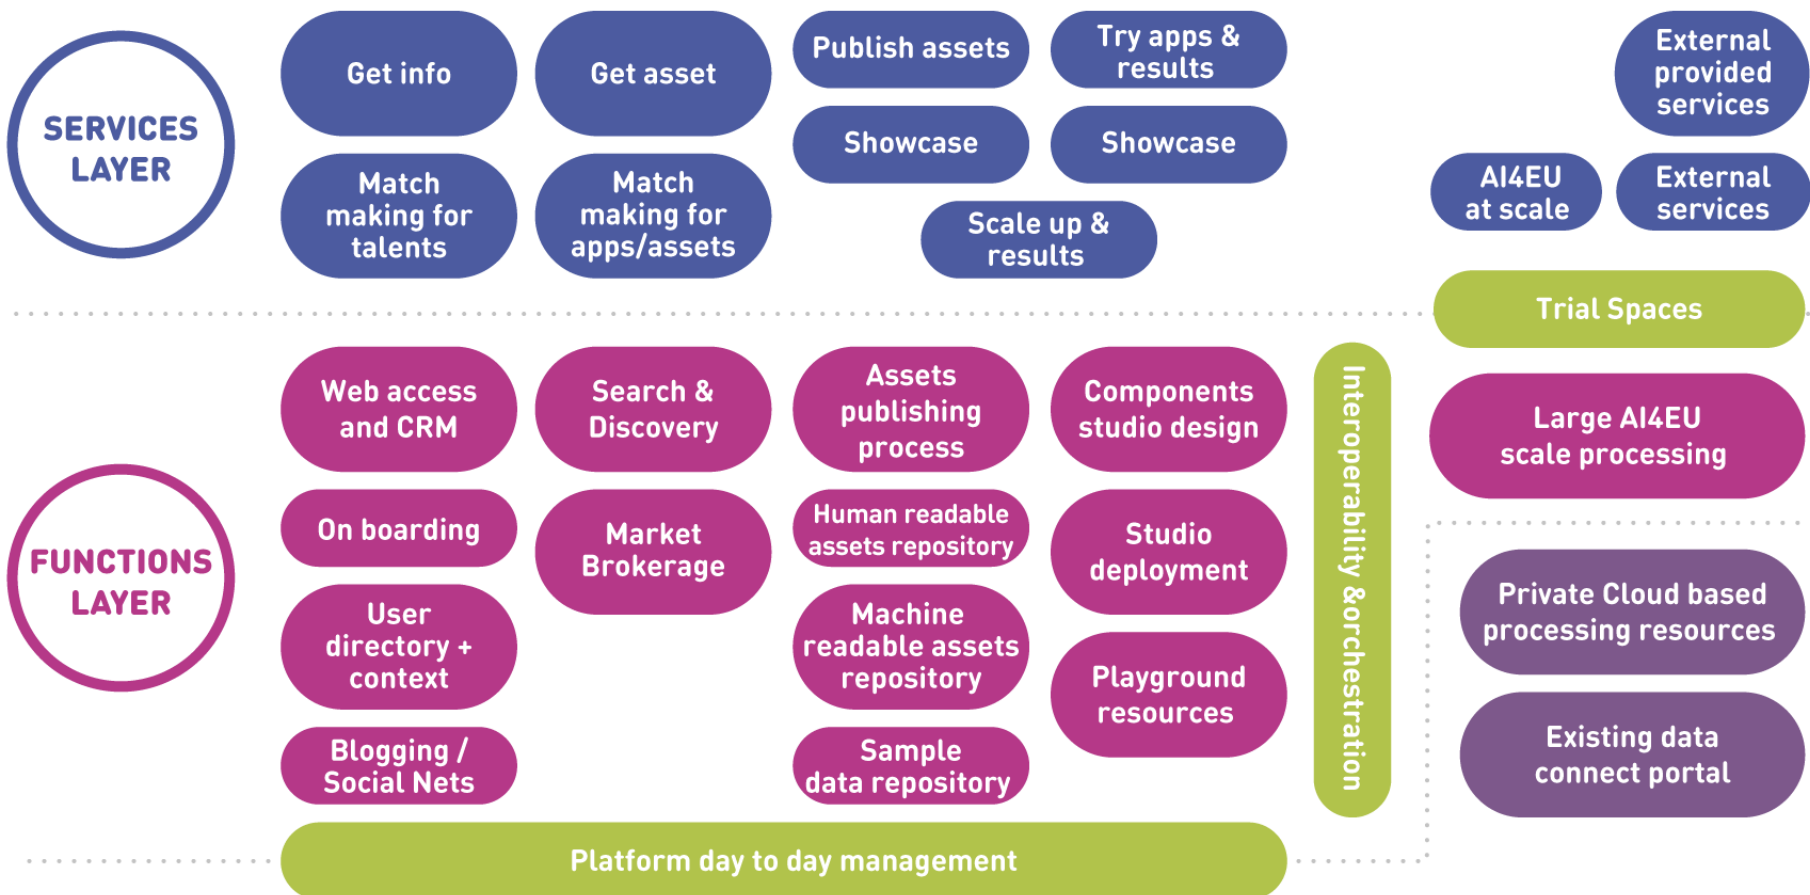 SERVICES
LAYER
Get info
Get asset
Publish assets
Try apps &
results
Showcase
Showcase
Match
making for
talents
Match
making for
apps/assets
Scale up &
results
External
provided
services
AI4EU
at scale
External
services
Trial Spaces
FUNCTIONS
LAYER
Web access
and CRM
Search &
Discovery
Assets
publishing
process
Components
studio design
On boarding
Market
Brokerage
Human readable
assets repository
Studio
deployment
User
directory +
context
Machine
readable assets
repository
Playground
resources
Blogging /
Social Nets
Sample
data repository
Interoperability &orchestration
Large AI4EU
scale processing
Private Cloud based
processing resources
Existing data
connect portal
Platform day to day management